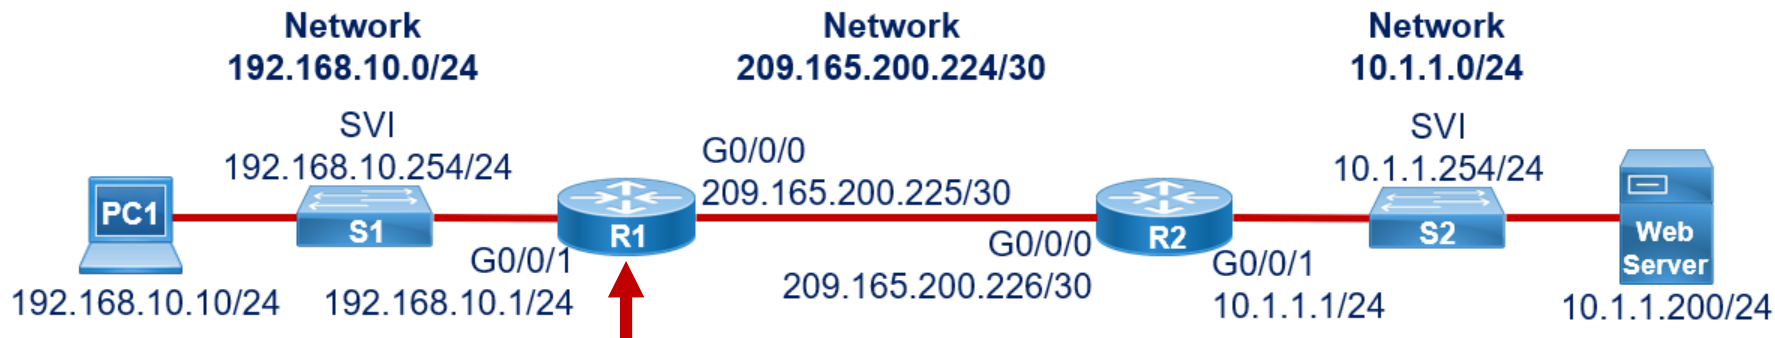 Network
192.168.10.0/24
Network
209.165.200.224/30
Network
10.1.1.0/24
SVI
192.168.10.254/24
G0/0/0
209.165.200.225/30
SVI
10.1.1.254/24
PC1
S1
R1
R2
S2
Web
Server
G0/0/1
192.168.10.1/24
G0/0/0
209.165.200.226/30
G0/0/1
10.1.1.1/24
192.168.10.10/24
10.1.1.200/24